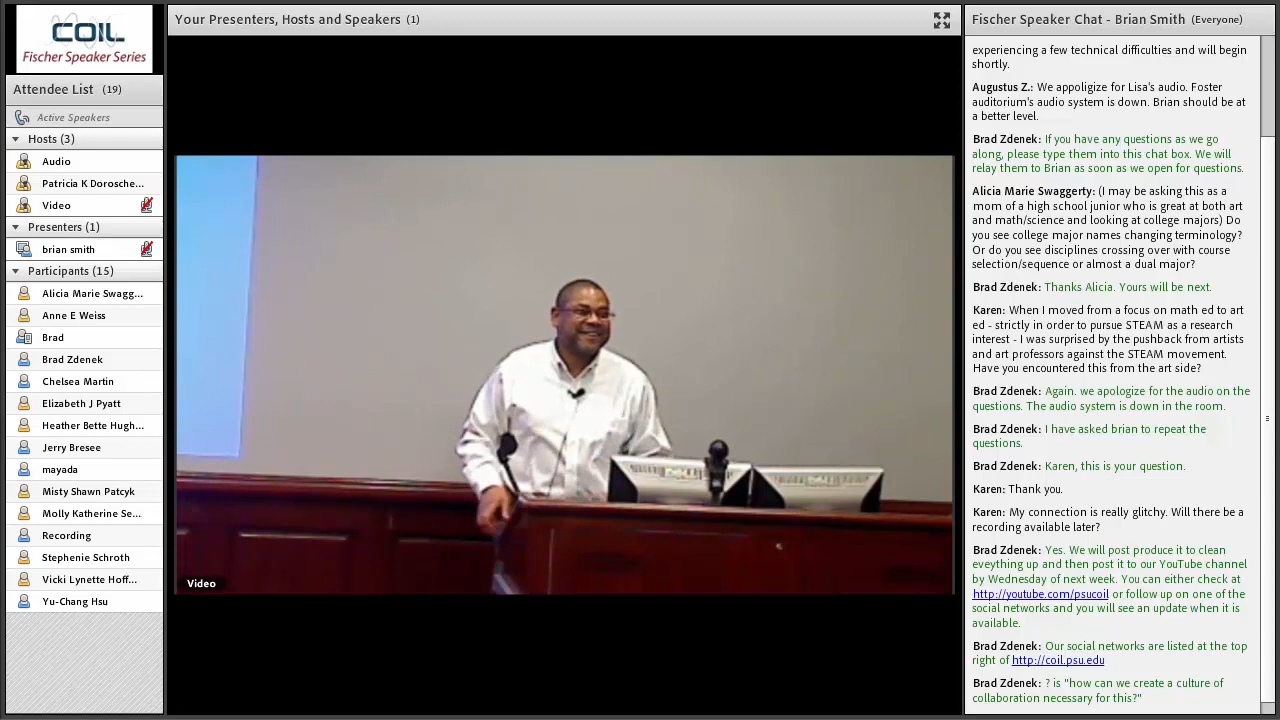 COIL
Fischer Speaker Series
Attendee List (19)
Active Speakers
Hosts (3)
Audio
Patricia K Dorosche...
Video
Presenters (1)
brian smith
Participants (15)
Alicia Marie Swagg...
Anne E Weiss
Brad
Brad Zdenek
Chelsea Martin
Elizabeth J Pyatt
Heather Bette Hugh...
Jerry Bresee
mayada
Misty Shawn Patcyk
Molly Katherine Se...
Recording
Stephenie Schroth
Vicki Lynette Hoff...
Yu-Chang Hsu
Your Presenters, Hosts and Speakers (1)
DELL
Video
Fischer Speaker Chat - Brian Smith (Everyone)
experiencing a few technical difficulties and will begin
shortly.
Augustus Z.: We appoligize for Lisa's audio. Foster
auditorium's audio system is down. Brian should be at
a better level.
Brad Zdenek: If you have any questions as we go
along, please type them into this chat box. We will
relay them to Brian as soon as we open for questions.
Alicia Marie Swaggerty: (I may be asking this as a
mom of a high school junior who is great at both art
and math/science and looking at college majors) Do
you see college major names changing terminology?
Or do you see disciplines crossing over with course
selection/sequence or almost a dual major?
Brad Zdenek: Thanks Alicia. Yours will be next.
Karen: When I moved from a focus on math ed to art
ed - strictly in order to pursue STEAM as a research
interest - I was surprised by the pushback from artists
and art professors against the STEAM movement.
Have you encountered this from the art side?
Brad Zdenek: Again. we apologize for the audio on the
questions. The audio system is down in the room.
Brad Zdenek: I have asked brian to repeat the
questions.
Brad Zdenek: Karen, this is your question.
Karen: Thank you.
Karen: My connection is really glitchy. Will there be a
recording available later?
Brad Zdenek: Yes. We will post produce it to clean
eveything up and then post it to our YouTube channel
by Wednesday of next week. You can either check at
http://youtube.com/psucoil or follow up on one of the
social networks and you will see an update when it is
available.
Brad Zdenek: Our social networks are listed at the top
right of http://coil.psu.edu
Brad Zdenek: ? is "how can we create a culture of
collaboration necessary for this?"